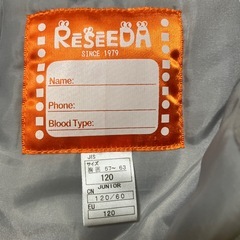 RESEEDA
SINCE 1979
Name:
Phone:
Blood Type:
JIS
サイズ
胸囲 57～63
120
JUNIOR
CN 120/60
EU 120